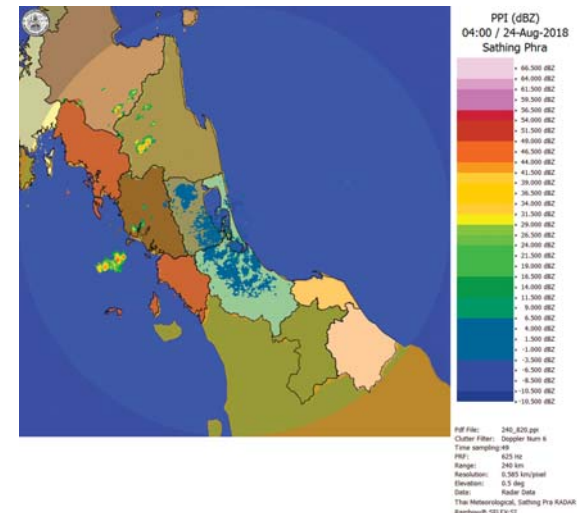 PPI (dBZ)
04:00 / 24-Aug-2018
Sathing Phra
66.500 dBZ
64.000 dBZ
61.500 dBZ
59.500 dBZ
56.500 dBZ
54.000 dBZ
51.500 dBZ
49.000 dBZ
46.500 dBZ
44.000 dBZ
41.500 dBZ
39.000 dBZ
36.500 dBZ
34.000 dBZ
31.500 dBZ
29.000 dBZ
26.500 dBZ
24.000 dBZ
21.500 dBZ
19.000 dBZ
16.500 dBZ
14.000 dBZ
11.500 dBZ
9.000 dBZ
6.500 dBZ
4.000 dBZ
1.500 dBZ
-1.000 dBZ
-3.500 dBZ
-6.500 dBZ
-8.500 dBZ
-10.500 dBZ
-10.500 dBZ
Pdf File: 240_820.ppi
Clutter Filter: Doppler Num 6
Time sampling:49
PRF: 625 Hz
Range: 240 km
Resolution: 0.565 km/pixel
Elevation: 0.5 deg
Date: Radar Data
Thai Meteorological, Sathing Pra RADAR